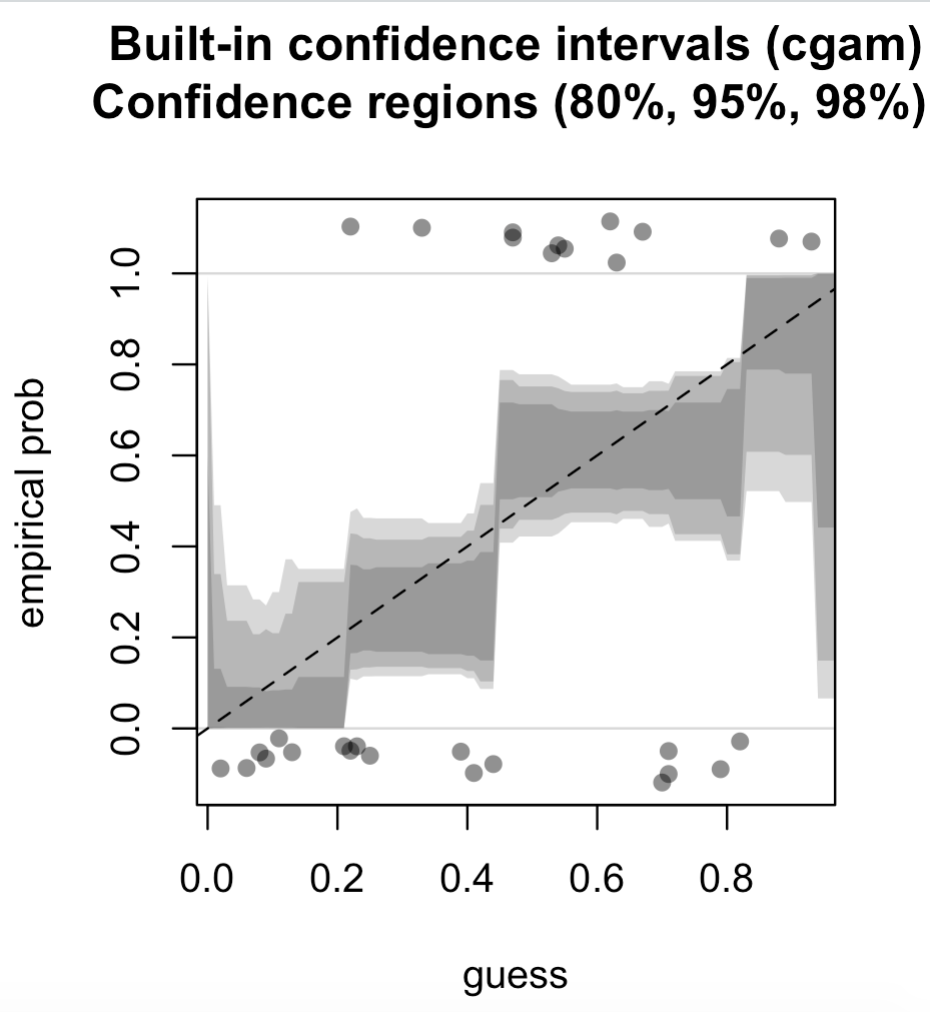 Built-in confidence intervals (cgam)
Confidence regions (80%, 95%, 98%)
empirical prob
1.0
0.8
0.6
0.4
0.2
0.0
0.0 0.2 0.4 0.6 0.8
guess